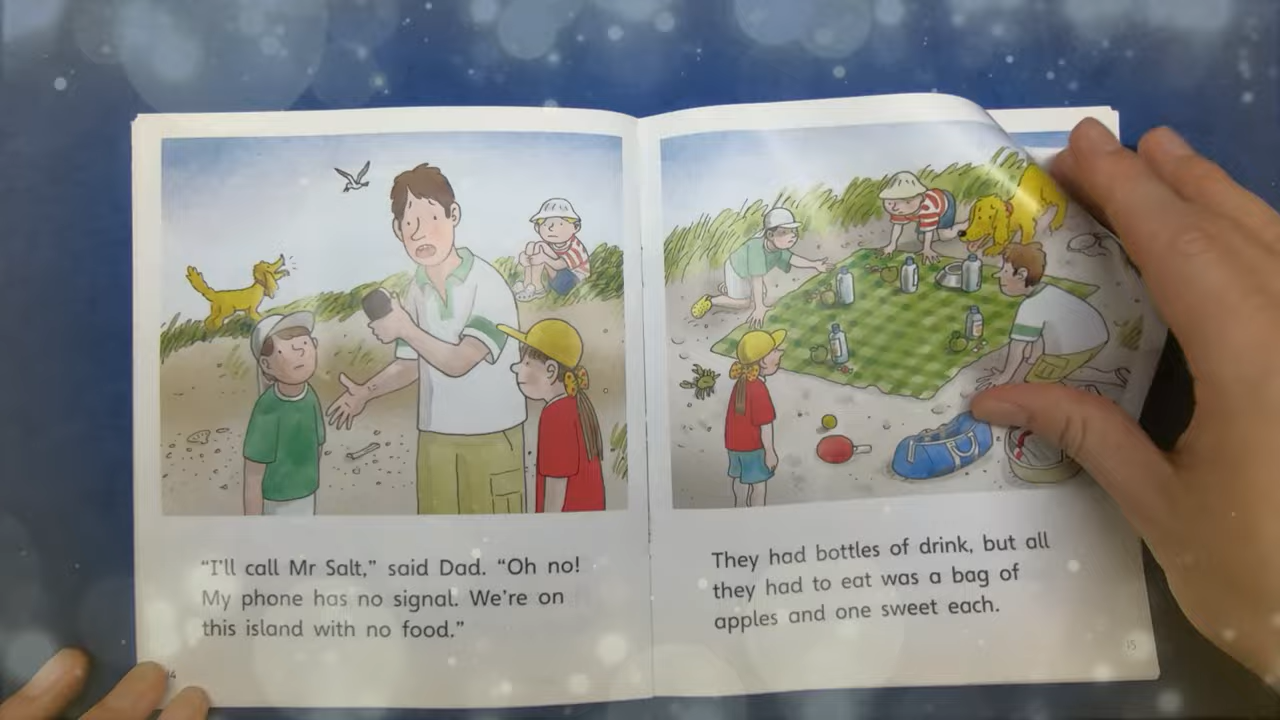 “I’ll call Mr Salt,” said Dad. “Oh no!
My phone has no signal. We’re on
this island with no food.”
14
They had bottles of drink, but all
they had to eat was a bag of
apples and one sweet each.
15